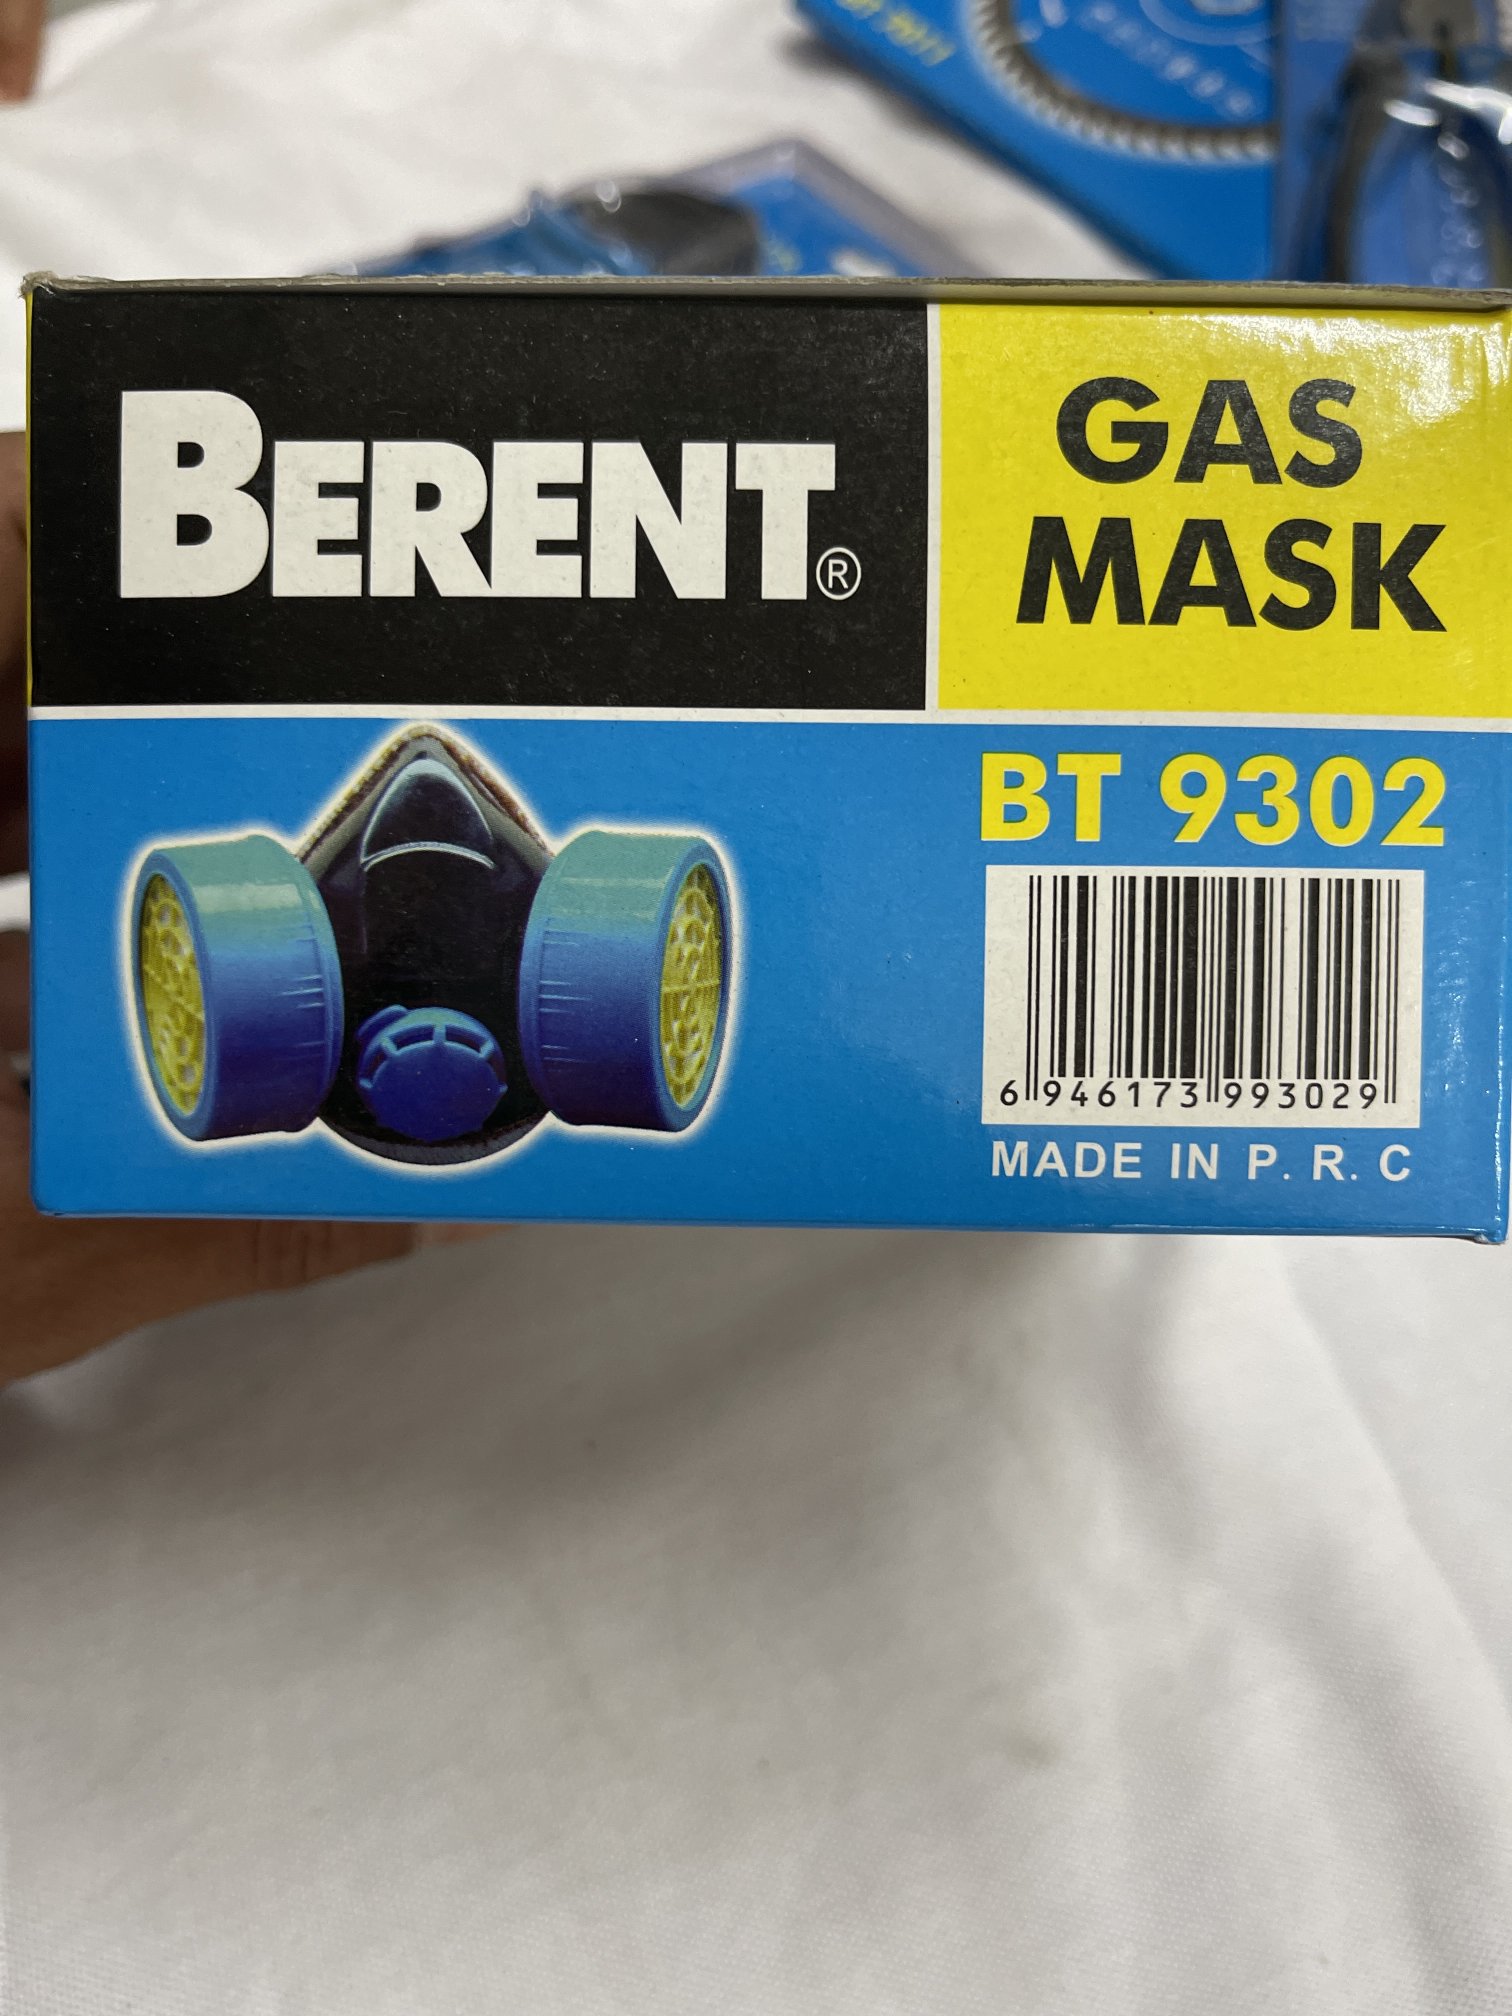 BERENT®
GAS
MASK
BT 9302
6 946173 993029
MADE IN P. R. C